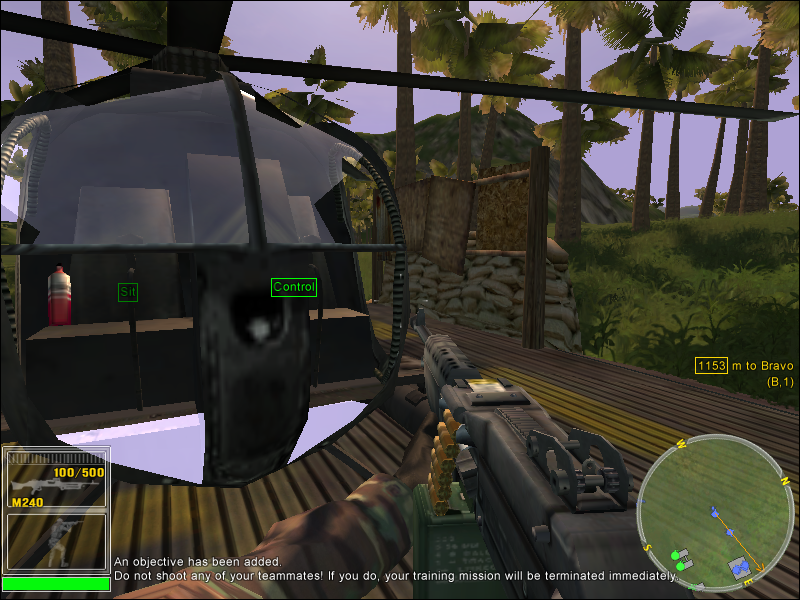 Sit
Control
1153 m to Bravo
(B,1)
100/500
M240
W
N
S
E
An objective has been added.
Do not shoot any of your teammates! If you do, your training mission will be terminated immediately.